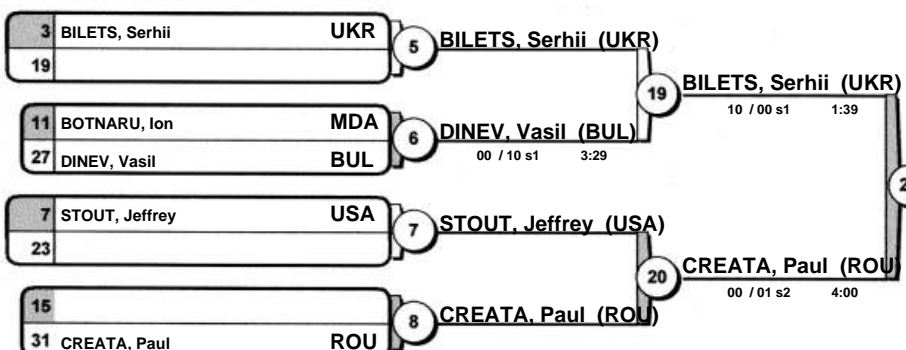 3 BILETS, Serhii UKR
19
5 BILETS, Serhii (UKR)
19 BILETS, Serhii (UKR)
10 / 00 s1 1:39
11 BOTNARU, Ion MDA
27 DINEV, Vasil BUL
6 DINEV, Vasil (BUL)
00 / 10 s1 3:29
7 STOUT, Jeffrey USA
23
7 STOUT, Jeffrey (USA)
20 CREATA, Paul (ROU)
00 / 01 s2 4:00
15
31 CREATA, Paul ROU
8 CREATA, Paul (ROU)